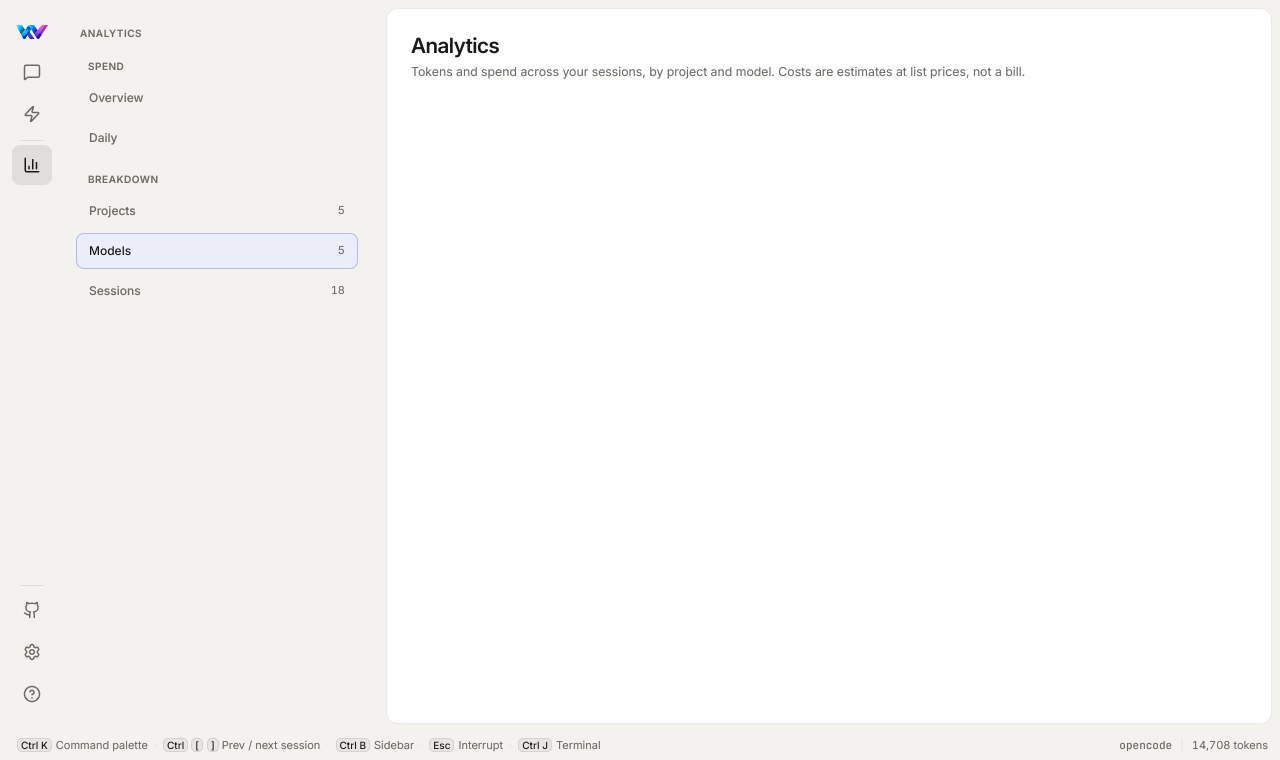 ANALYTICS
SPEND
Overview
Daily
BREAKDOWN
Projects 5
Models 5
Sessions 18
Analytics
Tokens and spend across your sessions, by project and model. Costs are estimates at list prices, not a bill.
Ctrl K Command palette Ctrl [ ] Prev / next session Ctrl B Sidebar Esc Interrupt Ctrl J Terminal opencode 14,708 tokens